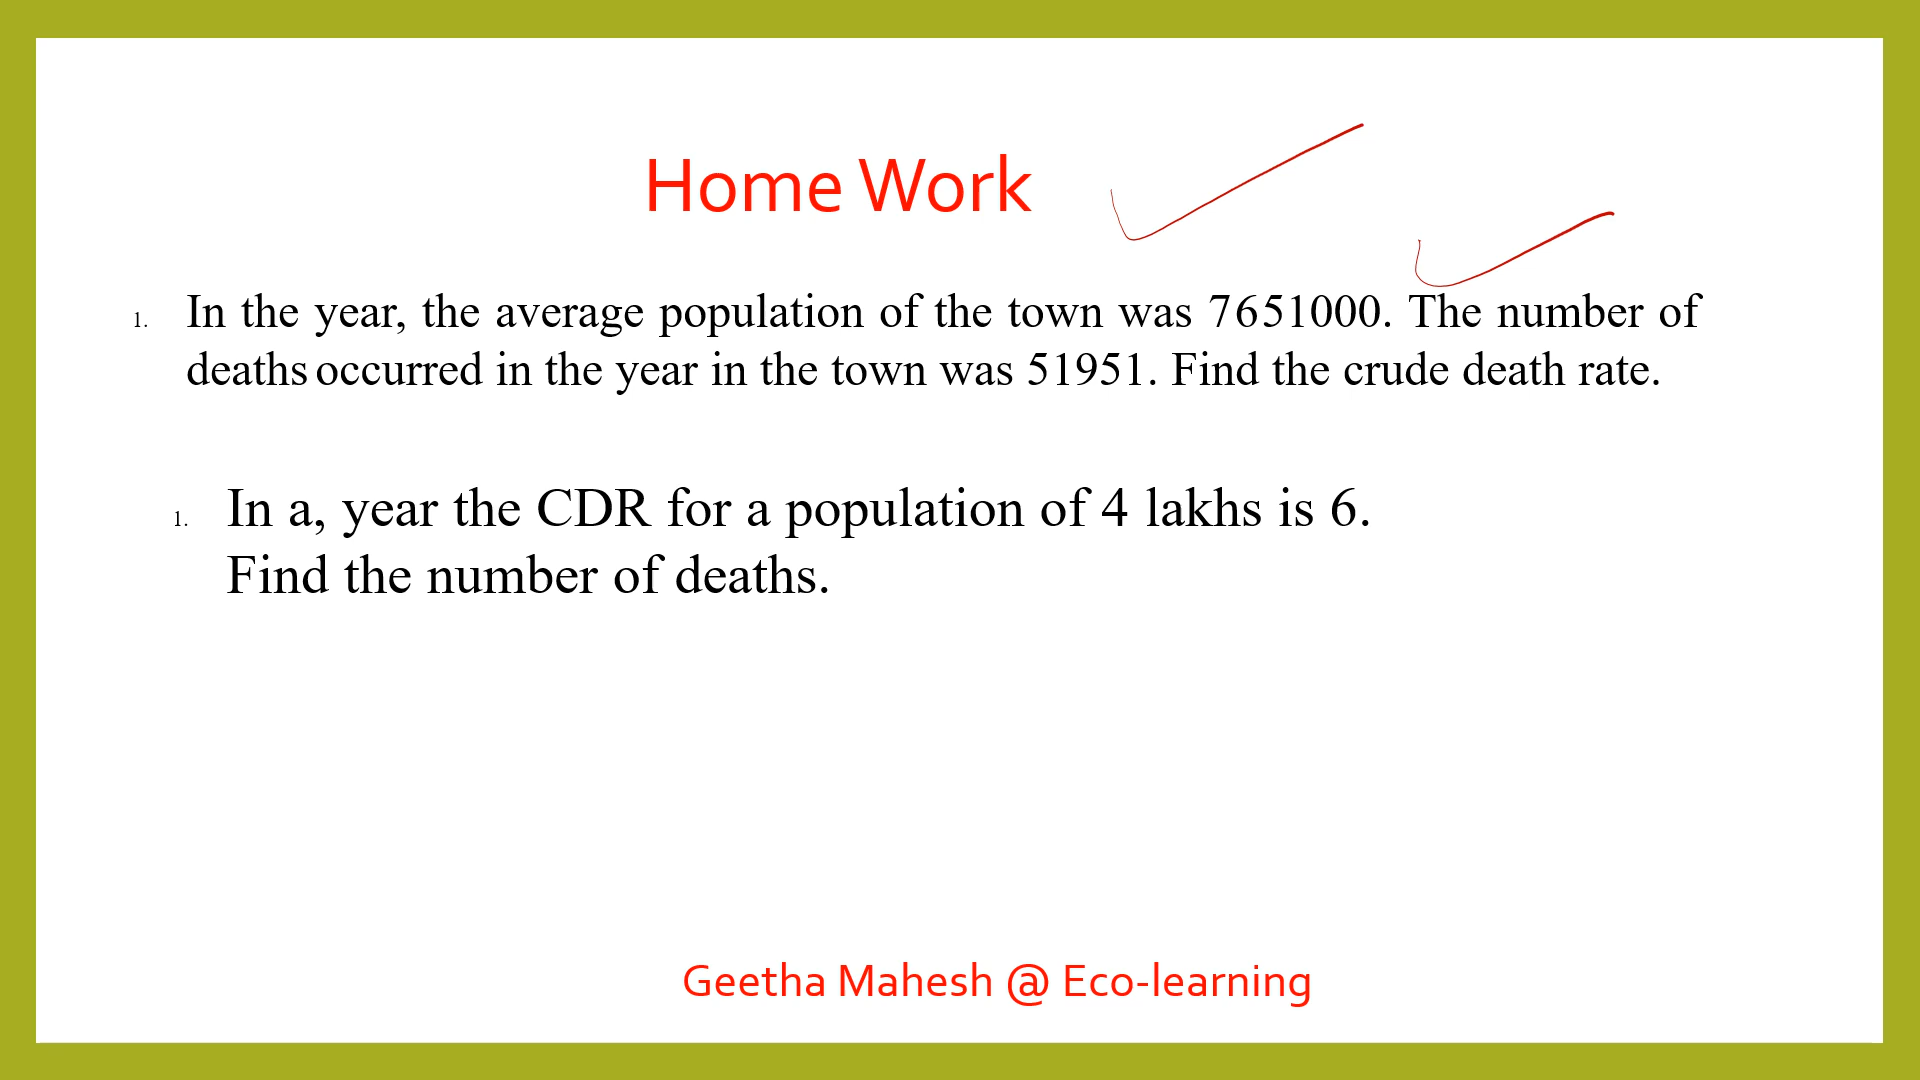 Home Work
1. In the year, the average population of the town was 7651000. The number of
deaths occurred in the year in the town was 51951. Find the crude death rate.
1. In a, year the CDR for a population of 4 lakhs is 6.
Find the number of deaths.
Geetha Mahesh @ Eco-learning